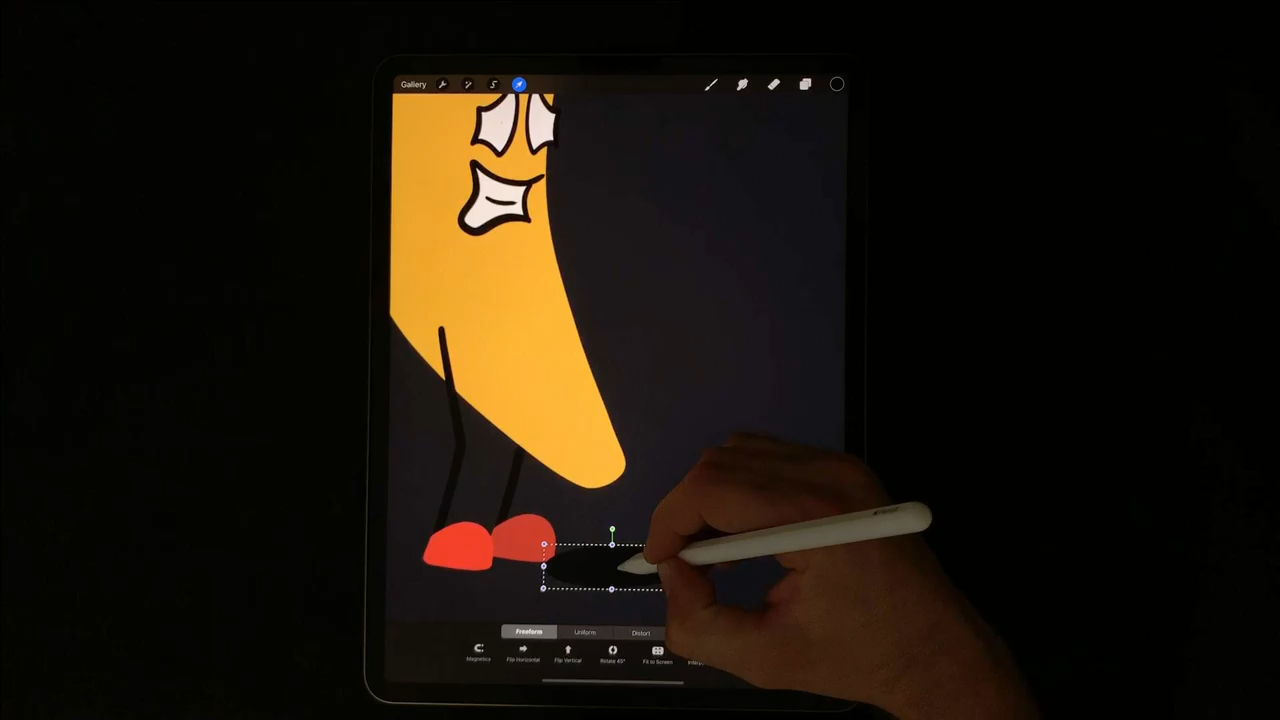 Gallery
Freeform Uniform Distort
Magnetics Flip Horizontal Flip Vertical Rotate 45° Fit to Screen